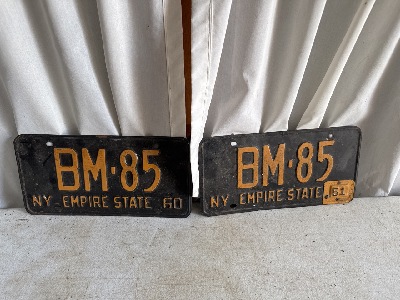 BM·85
NY EMPIRE STATE 60
BM·85
NY EMPIRE STATE 61